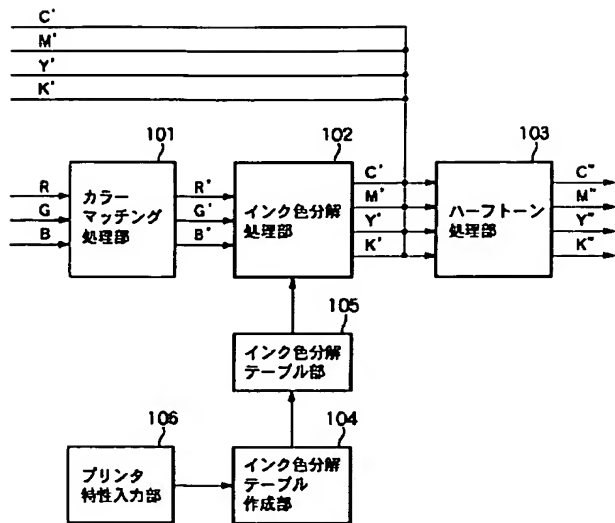 C'
M'
Y'
K'
101
102
103
R
G
B
カラー
マッチング
処理部
R'
G'
B'
インク色分解
処理部
C'
M'
Y'
K'
ハーフトーン
処理部
C"
M"
Y"
K"
105
インク色分解
テーブル部
106
104
プリンタ
特性入力部
インク色分解
テーブル
作成部